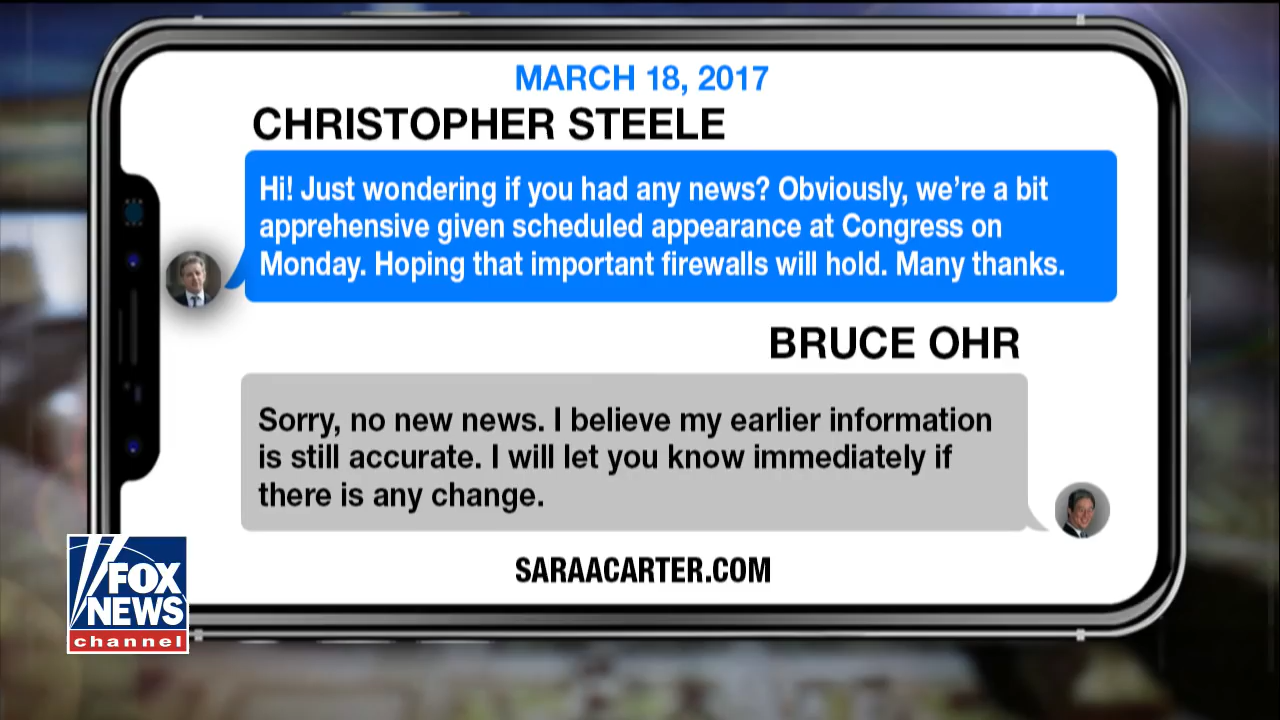 MARCH 18, 2017
CHRISTOPHER STEELE
Hi! Just wondering if you had any news? Obviously, we’re a bit
apprehensive given scheduled appearance at Congress on
Monday. Hoping that important firewalls will hold. Many thanks.
BRUCE OHR
Sorry, no new news. I believe my earlier information
is still accurate. I will let you know immediately if
there is any change.
SARAACARTER.COM
FOX
NEWS
channel